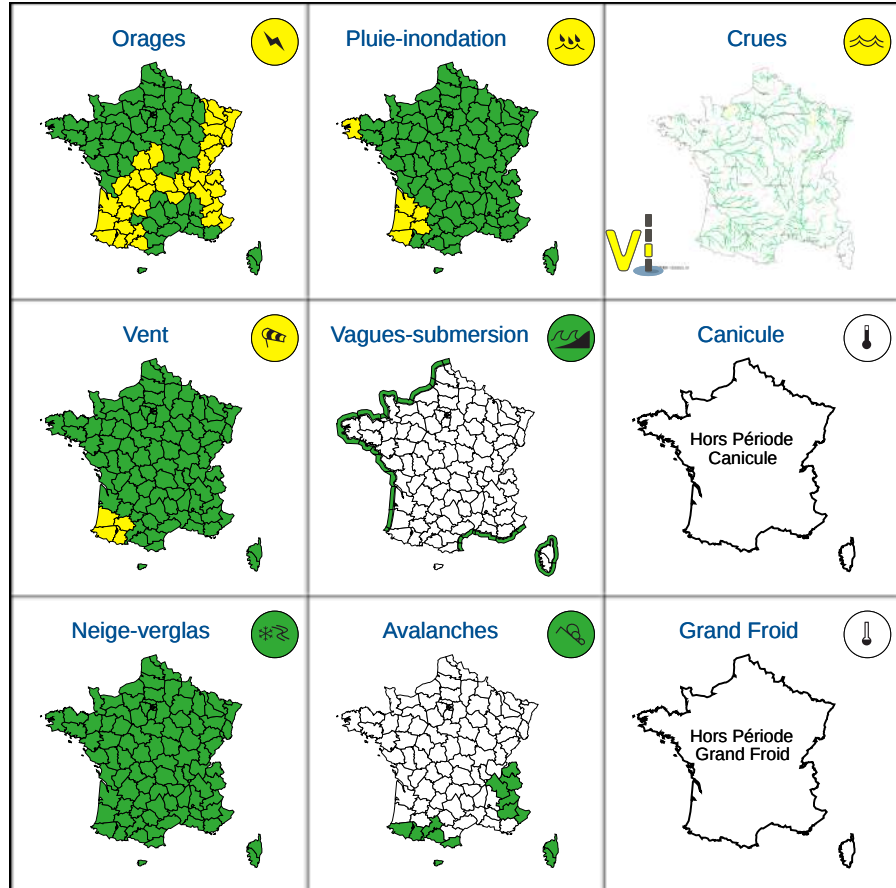 Orages
Pluie-inondation
Crues
Vi
Vent
Vagues-submersion
Canicule
Hors Période
Canicule
Neige-verglas
Avalanches
Grand Froid
Hors Période
Grand Froid